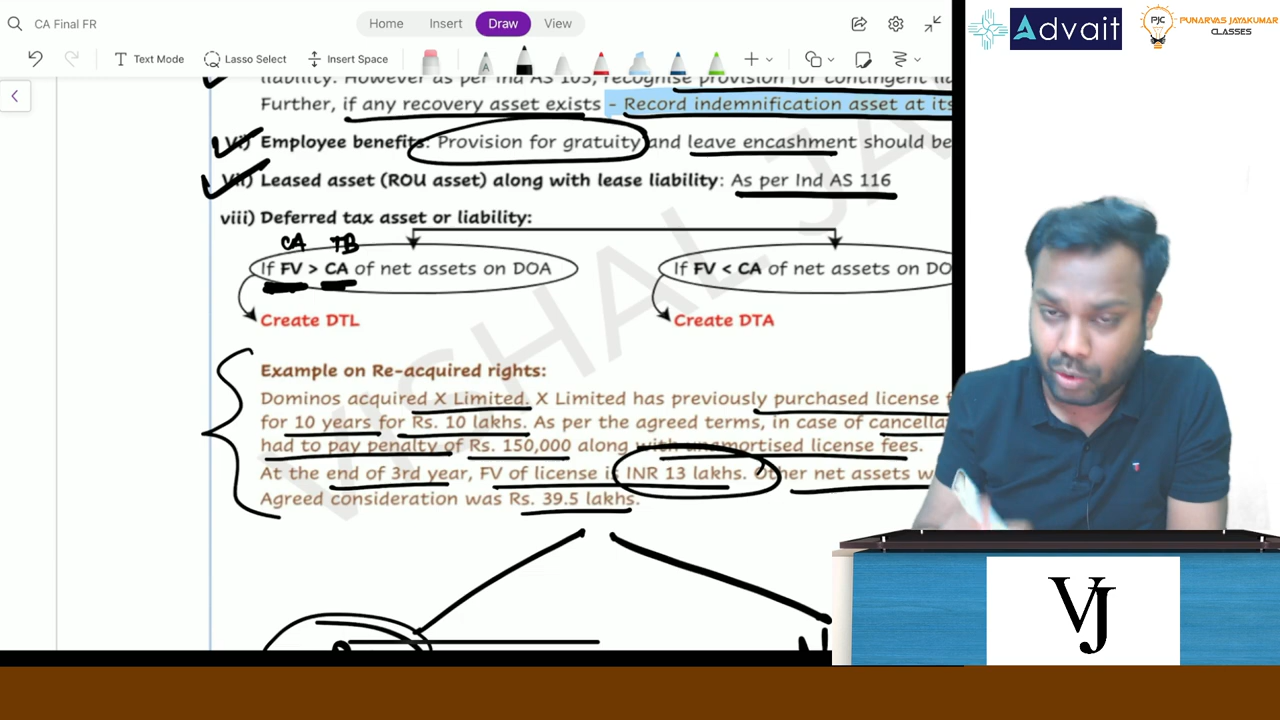 CA Final FR
Home Insert Draw View
Text Mode Lasso Select Insert Space
Advait
PJC PUNARVAS JAYAKUMAR CLASSES
liability. However as per Ind AS 103, recognise provision for contingent lia
Further, if any recovery asset exists - Record indemnification asset at its
vi) Employee benefits: Provision for gratuity and leave encashment should be
vii) Leased asset (ROU asset) along with lease liability: As per Ind AS 116
viii) Deferred tax asset or liability:
CA TB
If FV > CA of net assets on DOA If FV < CA of net assets on DO
Create DTL Create DTA
Example on Re-acquired rights:
Dominos acquired X Limited. X Limited has previously purchased license f
for 10 years for Rs. 10 lakhs. As per the agreed terms, in case of cancella
had to pay penalty of Rs. 150,000 along with unamortised license fees.
At the end of 3rd year, FV of license is INR 13 lakhs. Other net assets w
Agreed consideration was Rs. 39.5 lakhs.
VISHAL JA
VJ